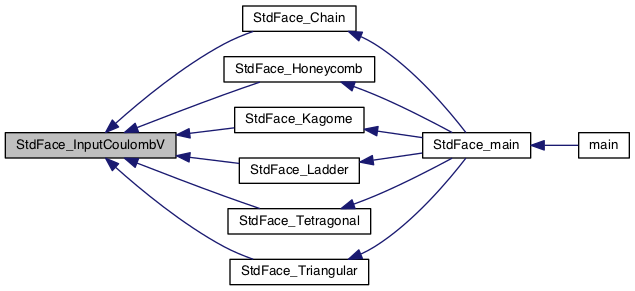 StdFace_Chain
StdFace_Honeycomb
StdFace_Kagome
StdFace_InputCoulombV
StdFace_main
main
StdFace_Ladder
StdFace_Tetragonal
StdFace_Triangular